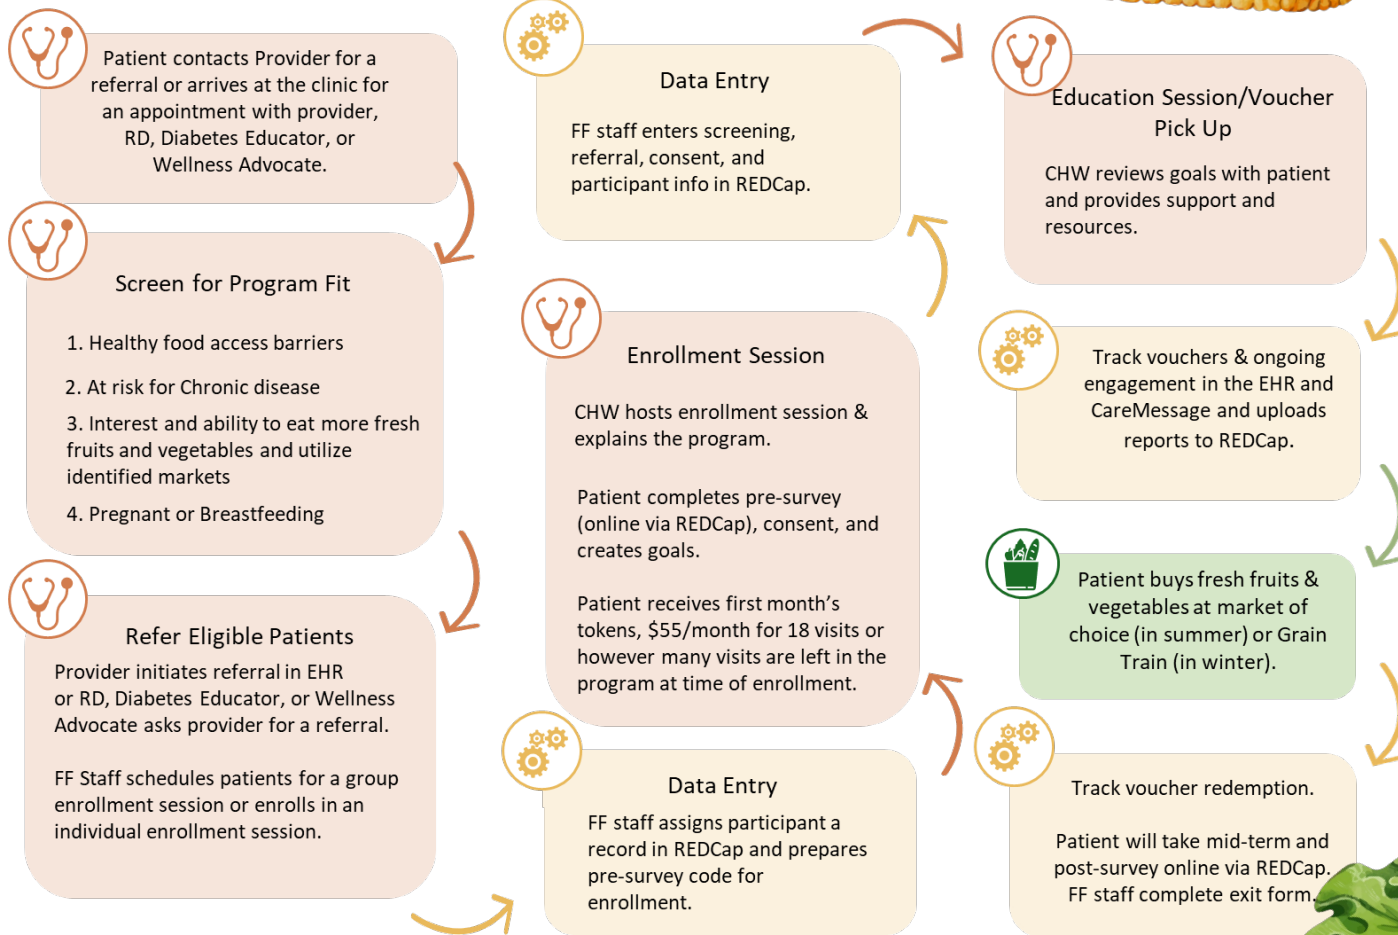 Patient contacts Provider for a
referral or arrives at the clinic for
an appointment with provider,
RD, Diabetes Educator, or
Wellness Advocate.
Screen for Program Fit
1. Healthy food access barriers
2. At risk for Chronic disease
3. Interest and ability to eat more fresh
fruits and vegetables and utilize
identified markets
4. Pregnant or Breastfeeding
Refer Eligible Patients
Provider initiates referral in EHR
or RD, Diabetes Educator, or Wellness
Advocate asks provider for a referral.
FF Staff schedules patients for a group
enrollment session or enrolls in an
individual enrollment session.
Data Entry
FF staff assigns participant a
record in REDCap and prepares
pre-survey code for
enrollment.
Enrollment Session
CHW hosts enrollment session &
explains the program.
Patient completes pre-survey
(online via REDCap), consent, and
creates goals.
Patient receives first month’s
tokens, $55/month for 18 visits or
however many visits are left in the
program at time of enrollment.
Data Entry
FF staff enters screening,
referral, consent, and
participant info in REDCap.
Education Session/Voucher
Pick Up
CHW reviews goals with patient
and provides support and
resources.
Track vouchers & ongoing
engagement in the EHR and
CareMessage and uploads
reports to REDCap.
Patient buys fresh fruits &
vegetables at market of
choice (in summer) or Grain
Train (in winter).
Track voucher redemption.
Patient will take mid-term and
post-survey online via REDCap.
FF staff complete exit form.